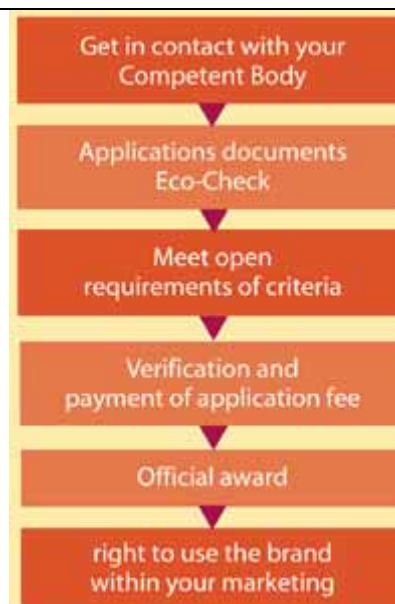 Get in contact with your
Competent Body
Applications documents
Eco-Check
Meet open
requirements of criteria
Verification and
payment of application fee
Official award
right to use the brand
within your marketing